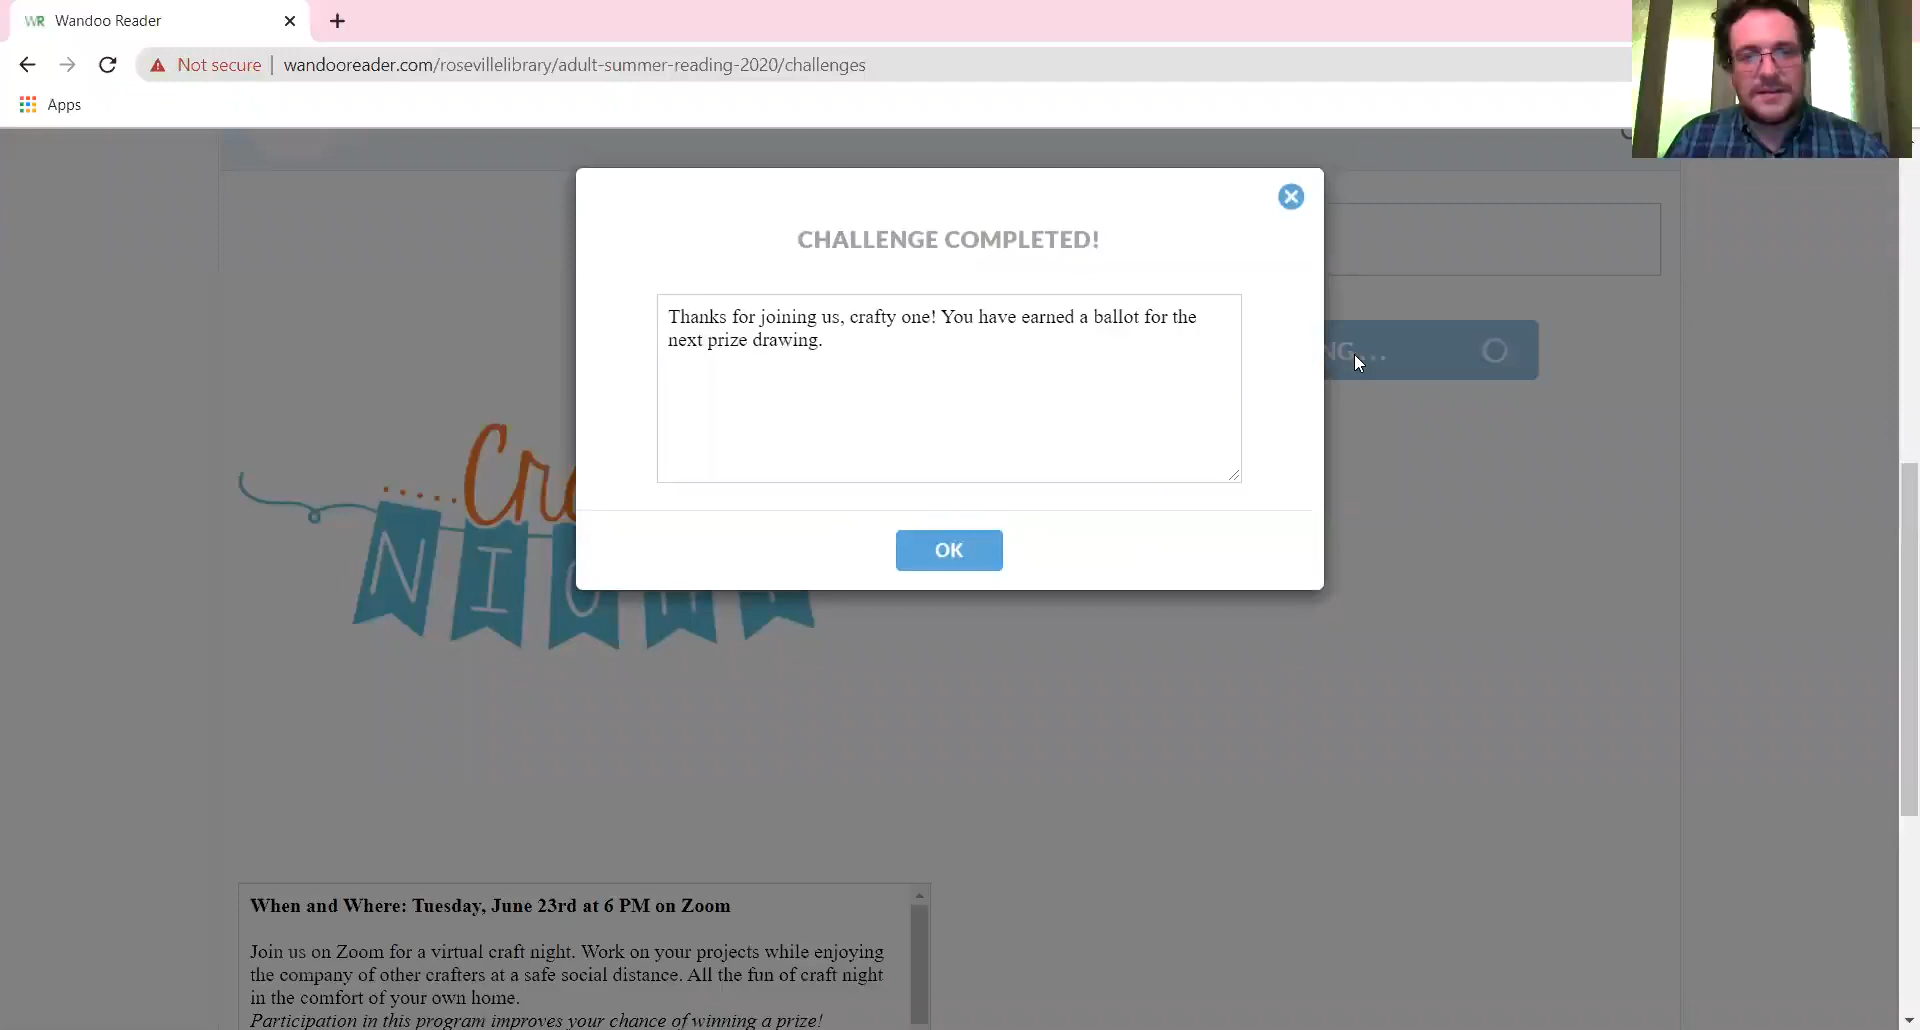 WR Wandoo Reader
Not secure | wandooreader.com/rosevillelibrary/adult-summer-reading-2020/challenges
Apps
CHALLENGE COMPLETED!
Thanks for joining us, crafty one! You have earned a ballot for the
next prize drawing.
OK
NIGHT
When and Where: Tuesday, June 23rd at 6 PM on Zoom
Join us on Zoom for a virtual craft night. Work on your projects while enjoying
the company of other crafters at a safe social distance. All the fun of craft night
in the comfort of your own home.
Participation in this program improves your chance of winning a prize!